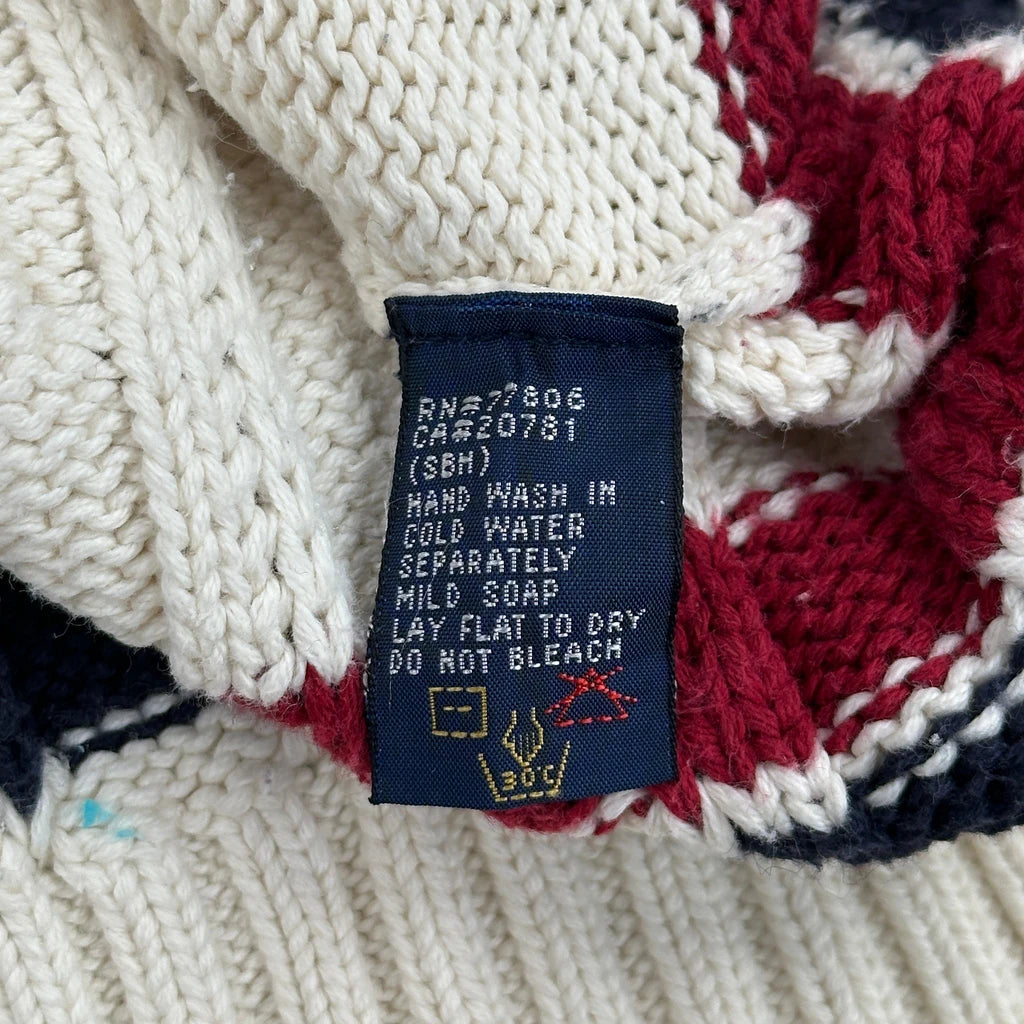 RN#77806
CA#20781
(SBH)
HAND WASH IN
COLD WATER
SEPARATELY
MILD SOAP
LAY FLAT TO DRY
DO NOT BLEACH
30°C